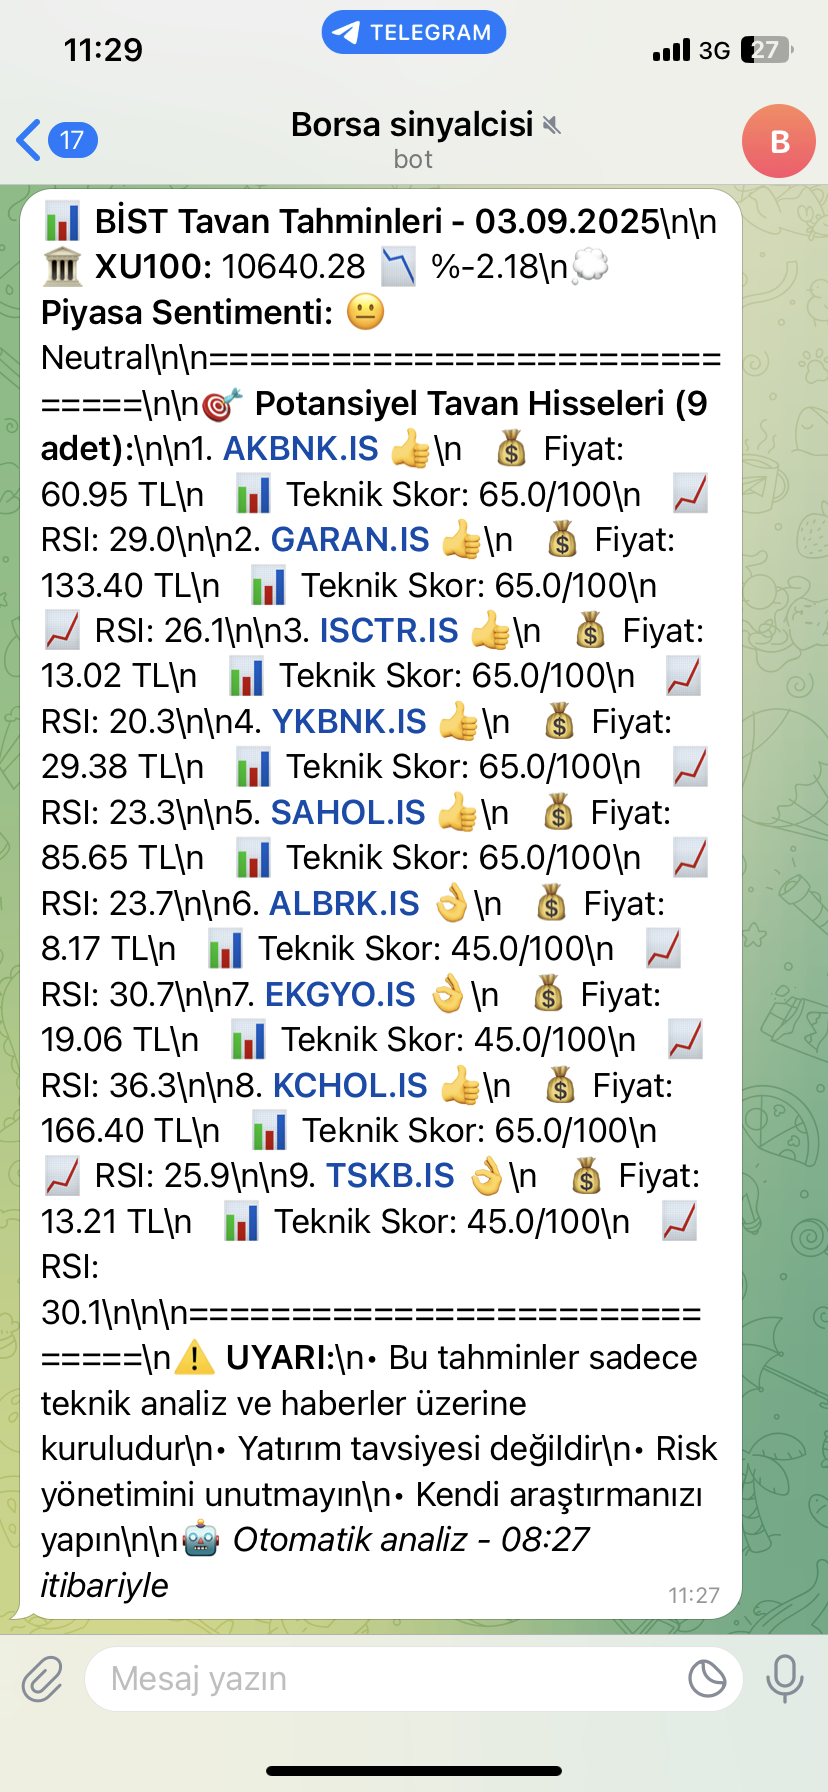 11:29
TELEGRAM
3G
27
17
Borsa sinyalcisi
bot
B
📊 BİST Tavan Tahminleri - 03.09.2025\n\n
🏛️ XU100: 10640.28 📉 %-2.18\n💭
Piyasa Sentimenti: 😐
Neutral\n\n=========================
=====\n\n🎯 Potansiyel Tavan Hisseleri (9
adet):\n\n1. AKBNK.IS 👍\n   💰 Fiyat:
60.95 TL\n   📊 Teknik Skor: 65.0/100\n   📈
RSI: 29.0\n\n2. GARAN.IS 👍\n   💰 Fiyat:
133.40 TL\n   📊 Teknik Skor: 65.0/100\n
📈 RSI: 26.1\n\n3. ISCTR.IS 👍\n   💰 Fiyat:
13.02 TL\n   📊 Teknik Skor: 65.0/100\n   📈
RSI: 20.3\n\n4. YKBNK.IS 👍\n   💰 Fiyat:
29.38 TL\n   📊 Teknik Skor: 65.0/100\n   📈
RSI: 23.3\n\n5. SAHOL.IS 👍\n   💰 Fiyat:
85.65 TL\n   📊 Teknik Skor: 65.0/100\n   📈
RSI: 23.7\n\n6. ALBRK.IS 👌\n   💰 Fiyat:
8.17 TL\n   📊 Teknik Skor: 45.0/100\n   📈
RSI: 30.7\n\n7. EKGYO.IS 👌\n   💰 Fiyat:
19.06 TL\n   📊 Teknik Skor: 45.0/100\n   📈
RSI: 36.3\n\n8. KCHOL.IS 👍\n   💰 Fiyat:
166.40 TL\n   📊 Teknik Skor: 65.0/100\n
📈 RSI: 25.9\n\n9. TSKB.IS 👌\n   💰 Fiyat:
13.21 TL\n   📊 Teknik Skor: 45.0/100\n   📈
RSI:
30.1\n\n\n=========================
=====\n⚠️ UYARI:\n• Bu tahminler sadece
teknik analiz ve haberler üzerine
kuruludur\n• Yatırım tavsiyesi değildir\n• Risk
yönetimini unutmayın\n• Kendi araştırmanızı
yapın\n\n🤖 Otomatik analiz - 08:27
itibariyle
11:27
Mesaj yazın